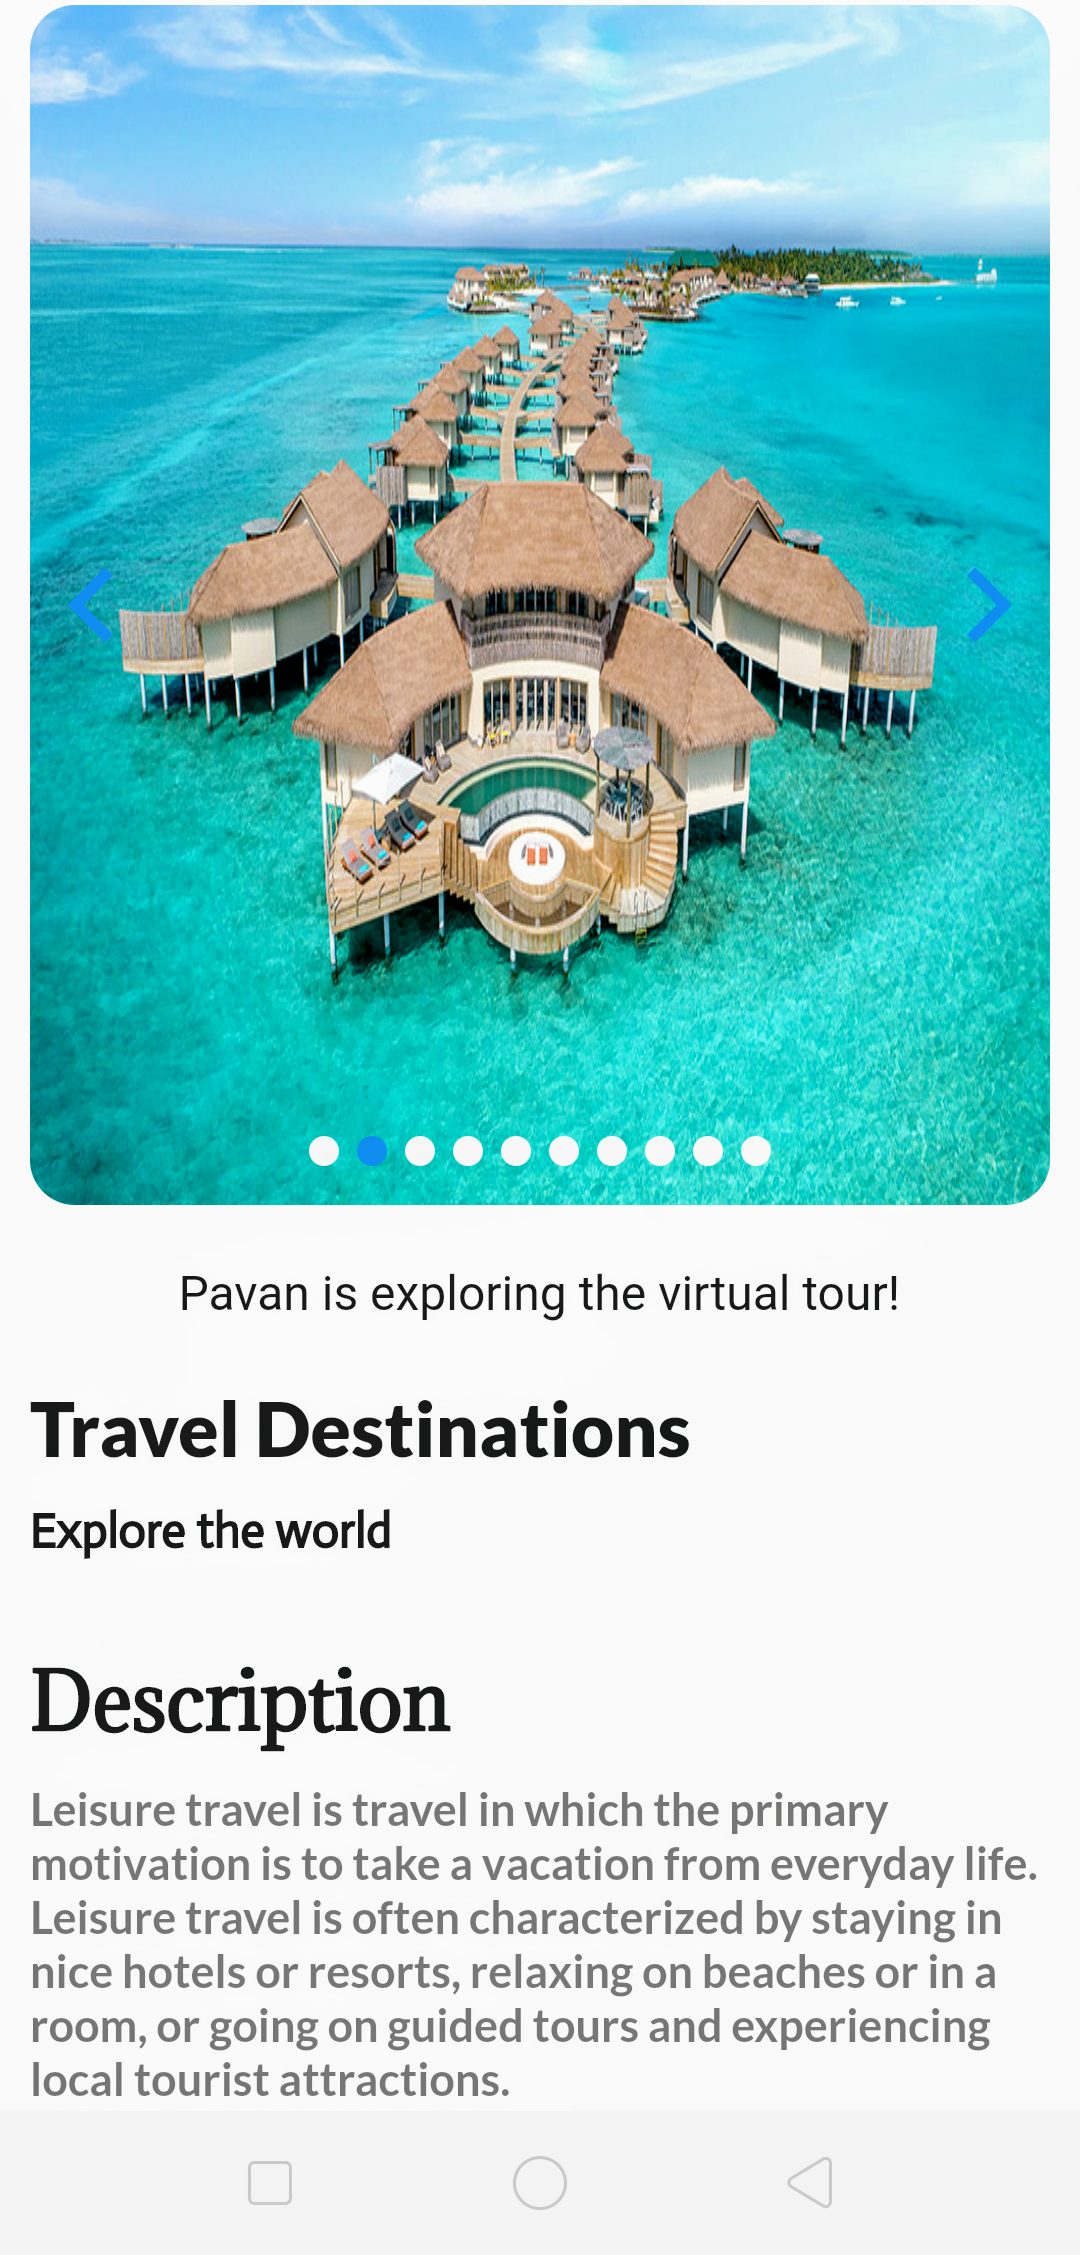 Pavan is exploring the virtual tour!
Travel Destinations
Explore the world
Description
Leisure travel is travel in which the primary
motivation is to take a vacation from everyday life.
Leisure travel is often characterized by staying in
nice hotels or resorts, relaxing on beaches or in a
room, or going on guided tours and experiencing
local tourist attractions.